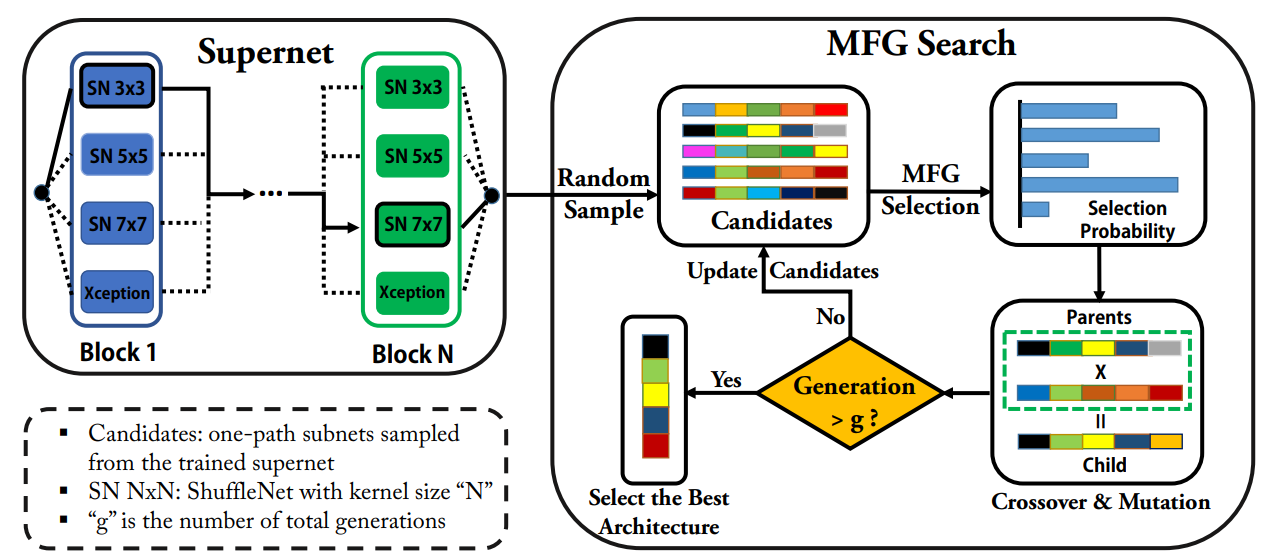 Supernet
SN 3x3
SN 5x5
SN 7x7
Xception
Block 1
...
SN 3x3
SN 5x5
SN 7x7
Xception
Block N
▪ Candidates: one-path subnets sampled
from the trained supernet
▪ SN NxN: ShuffleNet with kernel size “N”
▪ “g” is the number of total generations
MFG Search
Random
Sample
Candidates
MFG
Selection
Selection
Probability
Parents
X
=
Child
Crossover & Mutation
Generation
> g ?
No
Update Candidates
Yes
Select the Best
Architecture